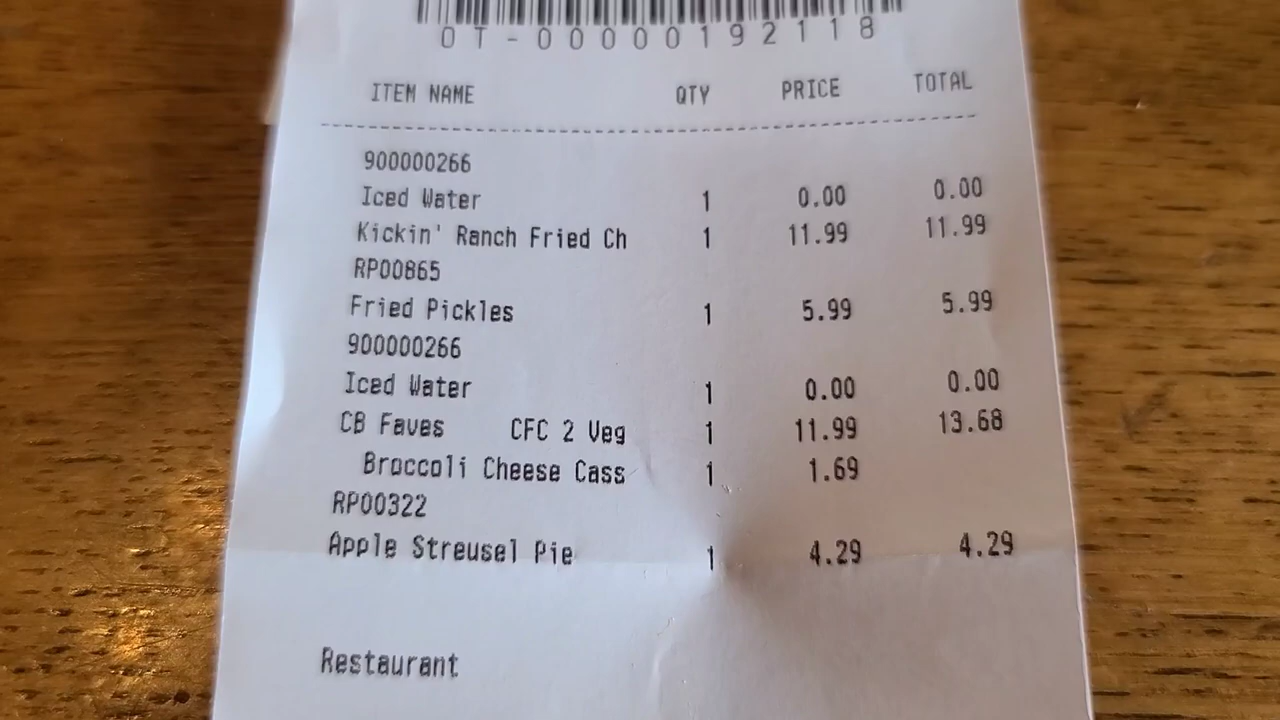 OT-00000192118
ITEM NAME QTY PRICE TOTAL
900000266
Iced Water 1 0.00 0.00
Kickin' Ranch Fried Ch 1 11.99 11.99
RP00865
Fried Pickles 1 5.99 5.99
900000266
Iced Water 1 0.00 0.00
CB Faves CFC 2 Veg 1 11.99 13.68
Broccoli Cheese Cass 1 1.69
RP00322
Apple Streusel Pie 1 4.29 4.29
Restaurant